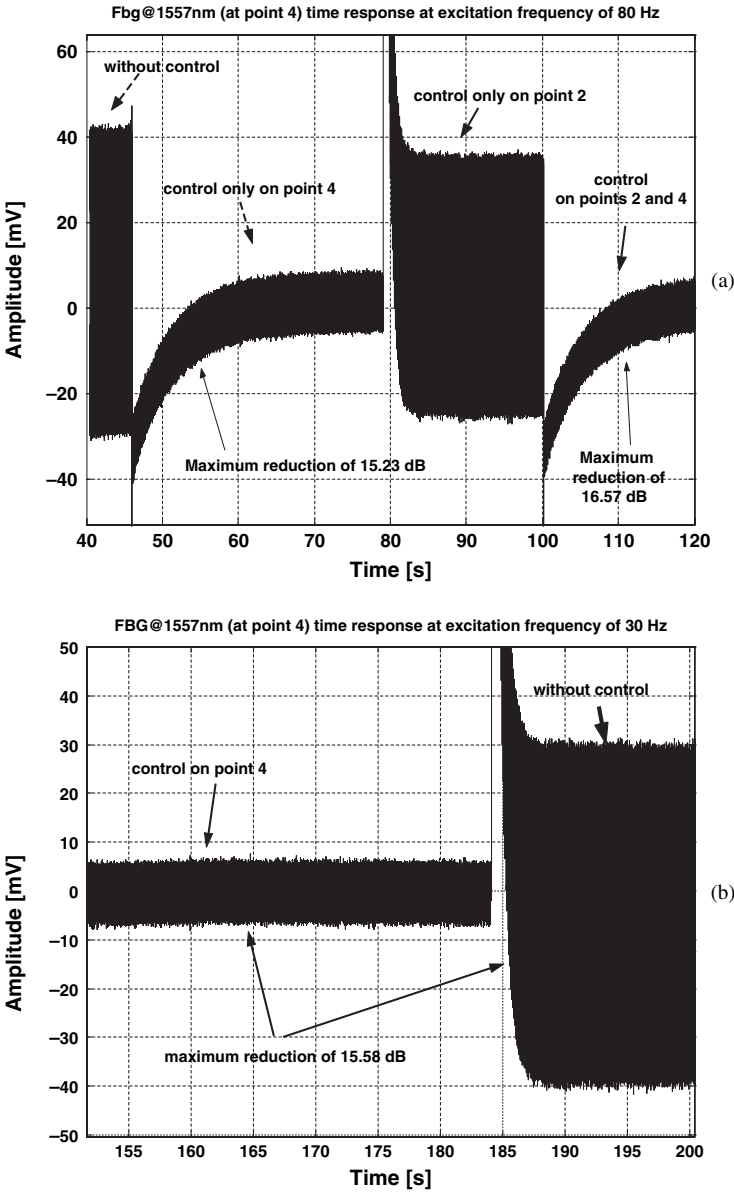 Fbg@1557nm (at point 4) time response at excitation frequency of 80 Hz
60
40
20
0
−20
−40
Amplitude [mV]
without control
control only on point 4
control only on point 2
control
on points 2 and 4
Maximum reduction of 15.23 dB
Maximum
reduction of
16.57 dB
(a)
40 50 60 70 80 90 100 110 120
Time [s]
FBG@1557nm (at point 4) time response at excitation frequency of 30 Hz
50
40
30
20
10
0
−10
−20
−30
−40
−50
Amplitude [mV]
without control
control on point 4
maximum reduction of 15.58 dB
(b)
155 160 165 170 175 180 185 190 195 200
Time [s]